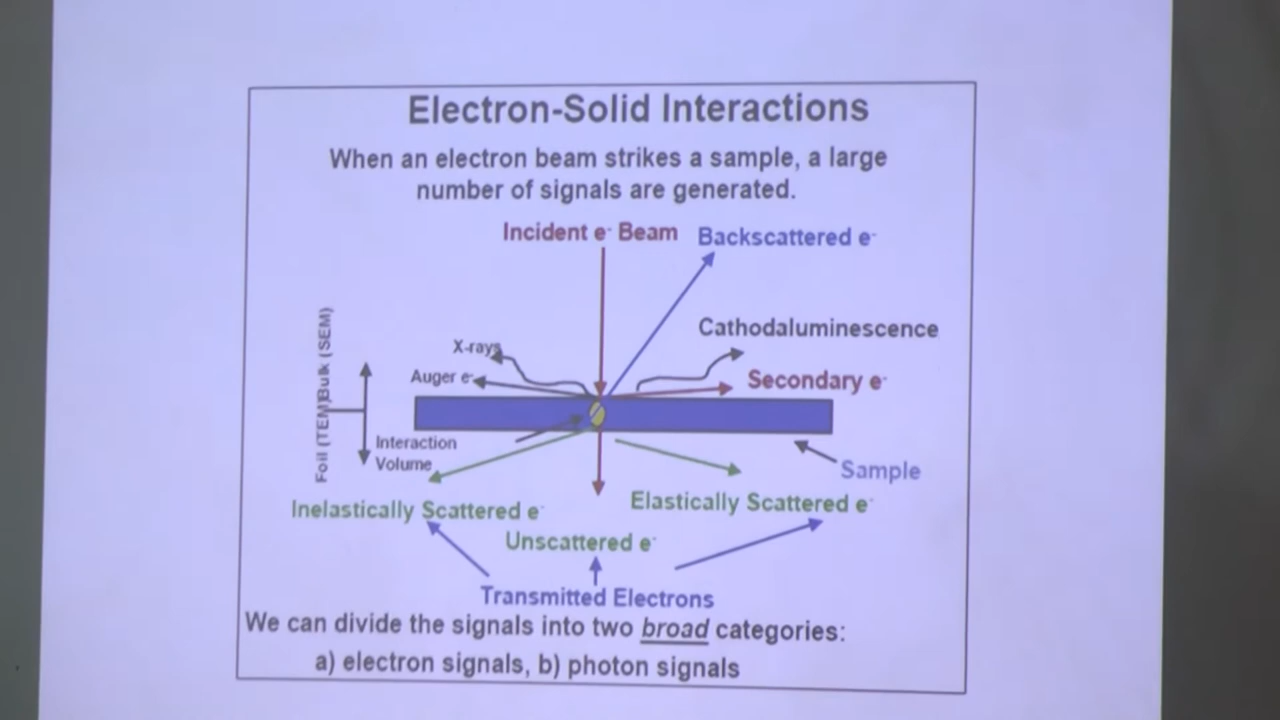 Electron-Solid Interactions
When an electron beam strikes a sample, a large
number of signals are generated.
Incident e- Beam
Backscattered e-
Cathodaluminescence
X-rays
Auger e-
Secondary e-
Foil (TEM)Bulk (SEM)
Interaction
Volume
Sample
Inelastically Scattered e-
Elastically Scattered e-
Unscattered e-
Transmitted Electrons
We can divide the signals into two broad categories:
a) electron signals, b) photon signals